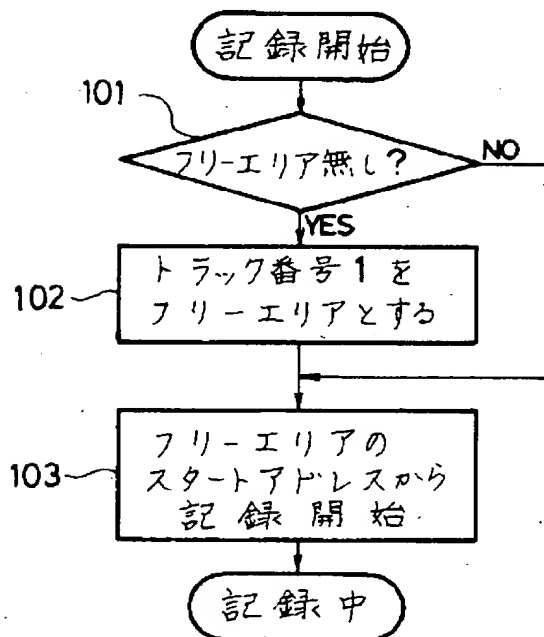 記録開始
101
フリーエリア無し?
NO
YES
102
トラック番号1を
フリーエリアとする
103
フリーエリアの
スタートアドレスから
記録開始
記録中